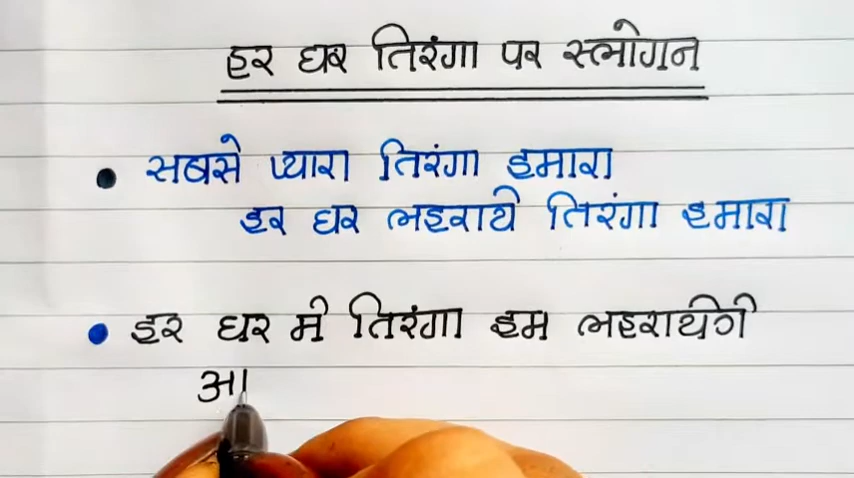 हर घर तिरंगा पर स्लोगन
सबसे प्यारा तिरंगा हमारा
हर घर लहराये तिरंगा हमारा
हर घर में तिरंगा हम लहरायेंगे
आ